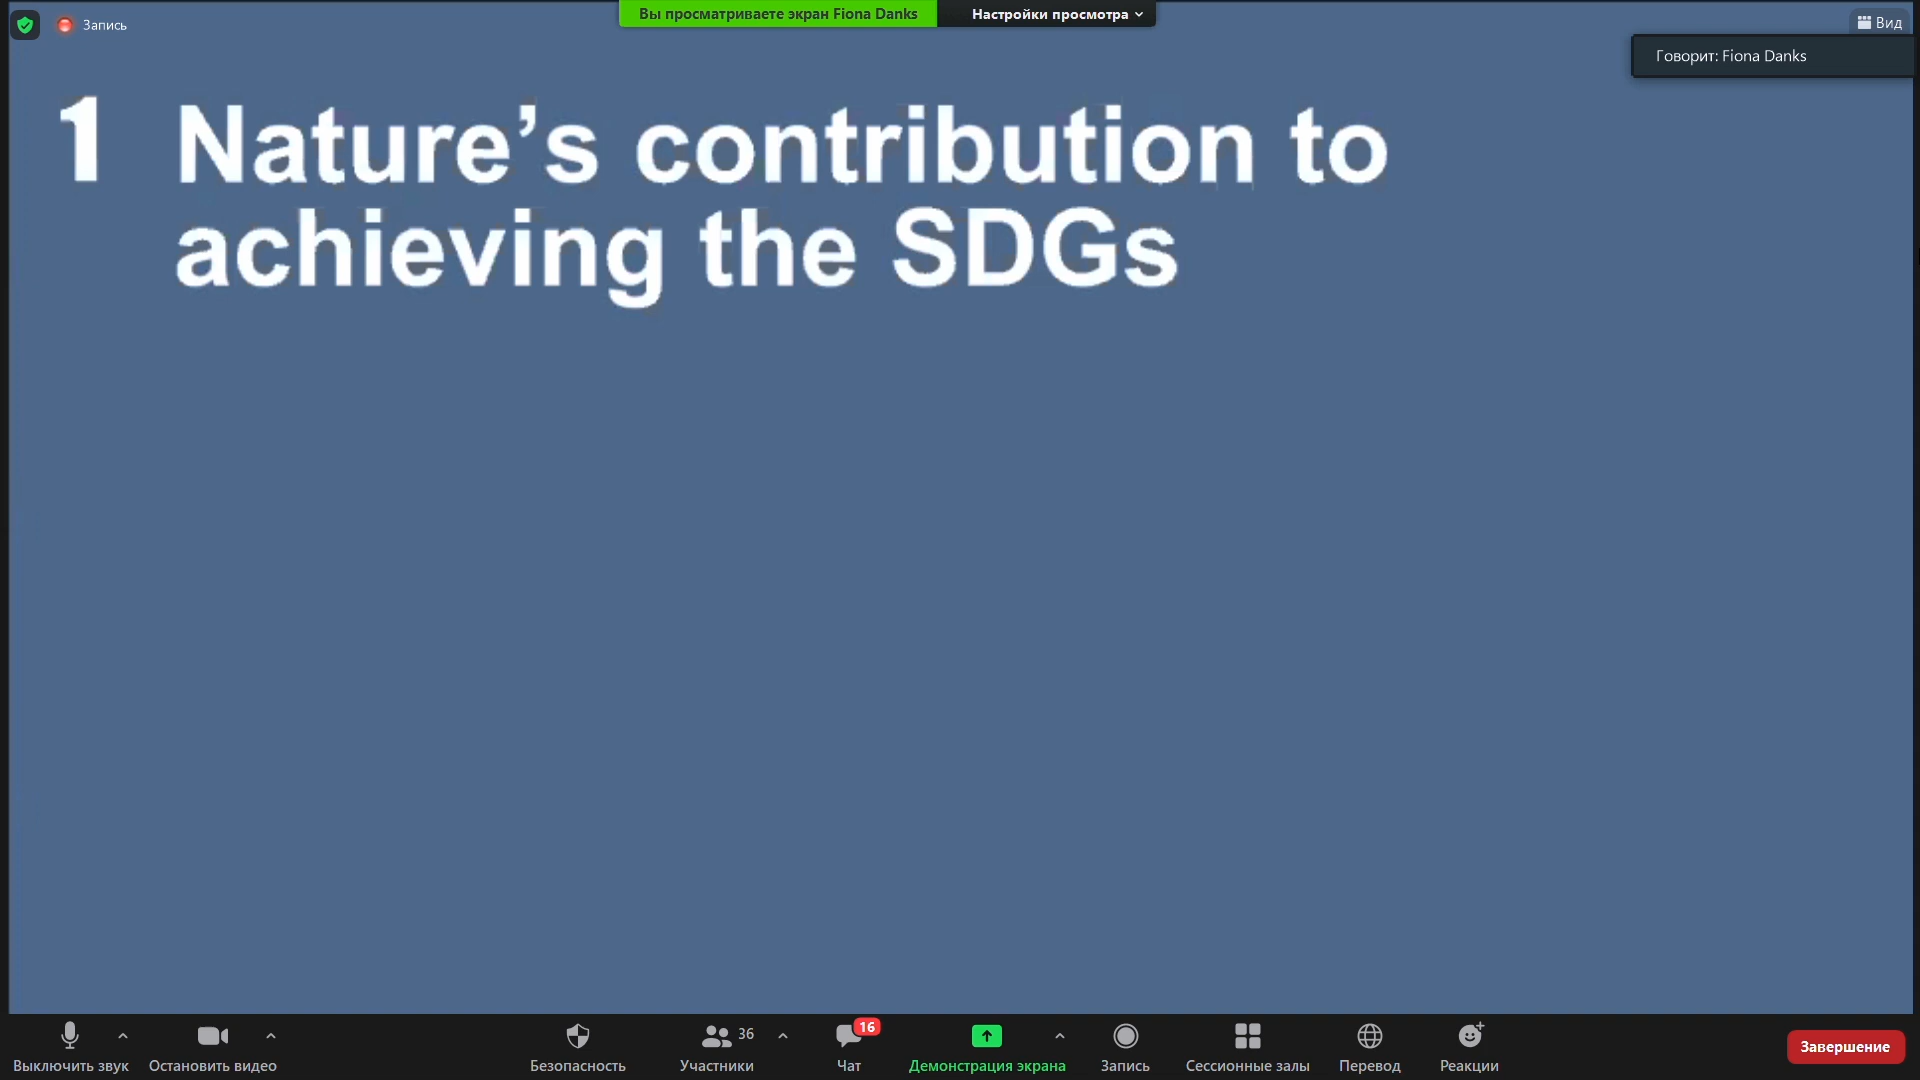 Запись
Вы просматриваете экран Fiona Danks
Настройки просмотра
Вид
Говорит: Fiona Danks
1 Nature’s contribution to
achieving the SDGs
Выключить звук
Остановить видео
Безопасность
36
Участники
16
Чат
Демонстрация экрана
Запись
Сессионные залы
Перевод
Реакции
Завершение